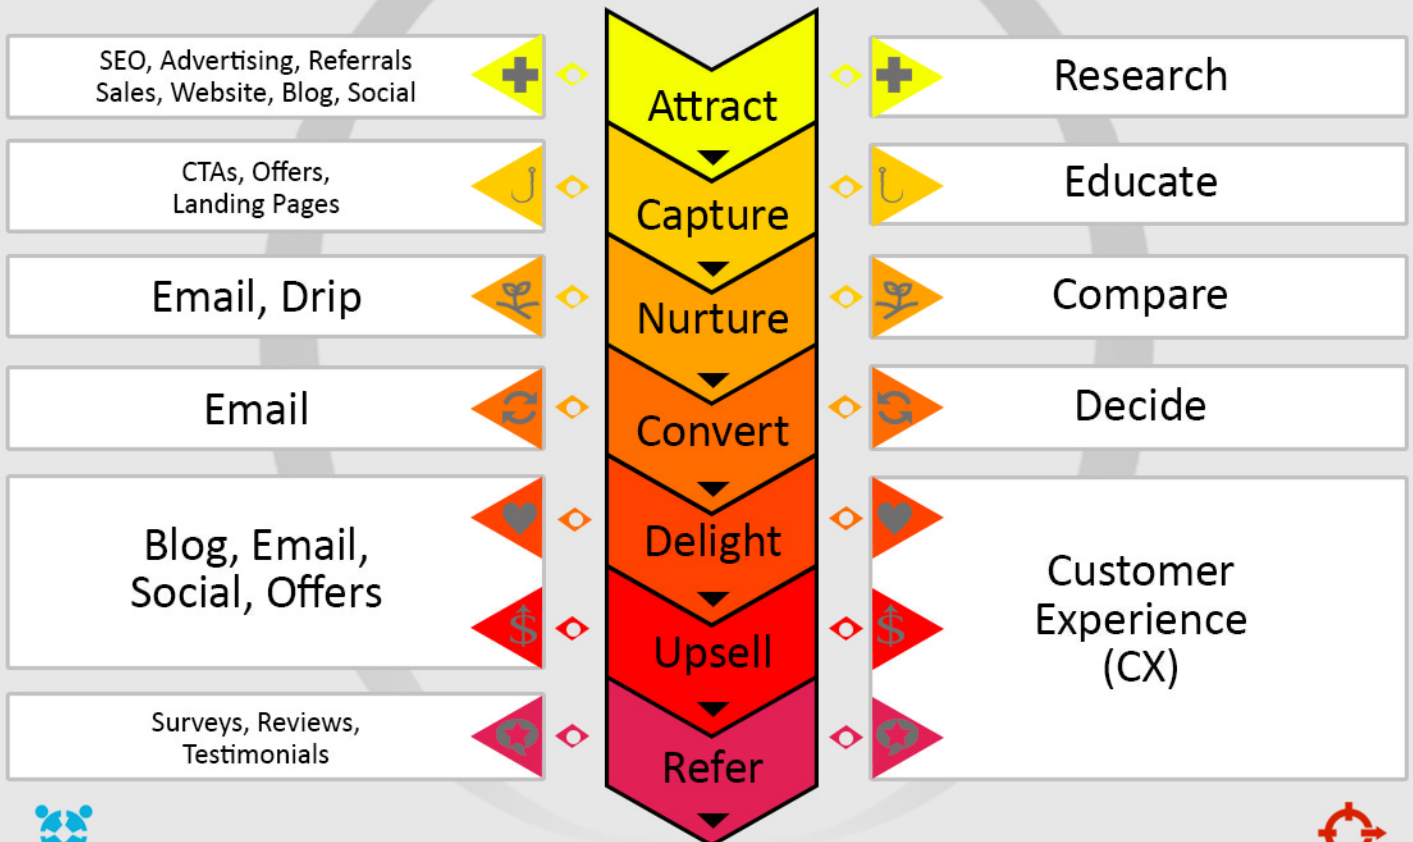 SEO, Advertising, Referrals
Sales, Website, Blog, Social
Attract
Research
CTAs, Offers,
Landing Pages
Capture
Educate
Email, Drip
Nurture
Compare
Email
Convert
Decide
Blog, Email,
Social, Offers
Delight
Upsell
Customer
Experience
(CX)
Surveys, Reviews,
Testimonials
Refer